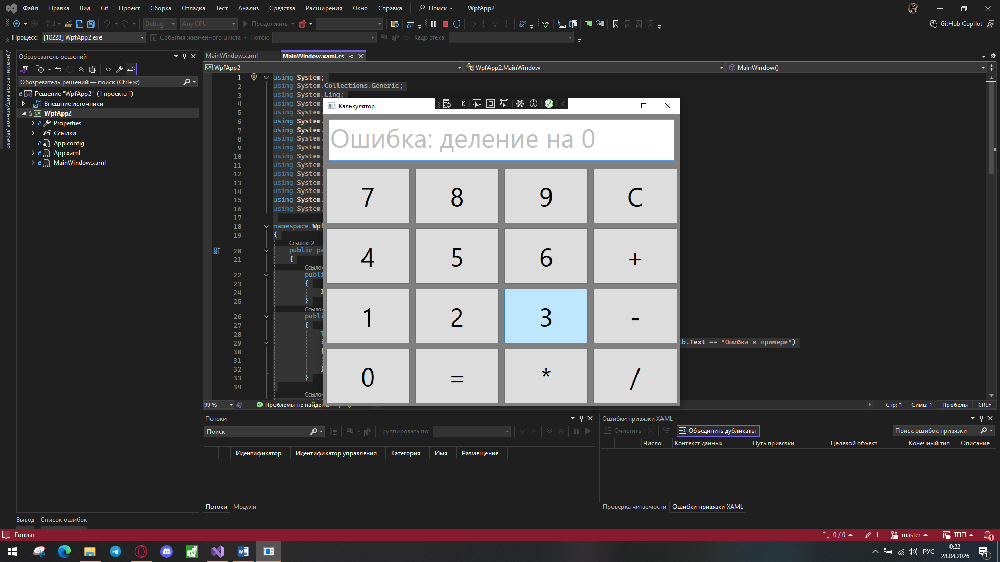 Файл Правка Вид Git Проект Сборка Отладка Тест Анализ Средства Расширения Окно Справка Поиск WpfApp2
Debug Any CPU Продолжить GitHub Copilot
Процесс: [10228] WpfApp2.exe События жизненного цикла Поток: Кадр стека:
Динамическое визуальное дерево
Обозреватель решений
Обозреватель решений — поиск (Ctrl+ж)
Решение "WpfApp2" (1 проекта 1)
Внешние источники
WpfApp2
Properties
Ссылки
App.config
App.xaml
MainWindow.xaml
MainWindow.xaml MainWindow.xaml.cs
WpfApp2 WpfApp2.MainWindow MainWindow()
1 using System;
2 using System.Collections.Generic;
3 using System.Linq;
4 using System.
5 using System.
6 using System.
7 using System.
8 using System.
9 using System.
10 using System.
11 using System.
12 using System.
13 using System.
14 using System.
15 using System.
16 using System.
17
18 namespace Wpf
19 {
Ссылок: 2
20 public pa
21 {
Ссылок
22 publi
23 {
24 I
25 }
Ссылок
26 publi
27 {
28 T
29 i tb.Text == "Ошибка в примере")
30 {
31
32 }
33 }
34
Ссылок
Калькулятор
Ошибка: деление на 0
7 8 9 C
4 5 6 +
1 2 3 -
0 = * /
99 % Проблемы не найдены. Стр: 1 Симв: 1 Пробелы CRLF
Потоки
Поиск Группировать по:
Идентификатор Идентификатор управления Категория Имя Размещение
Потоки Модули
Ошибки привязки XAML
Очистить Объединить дубликаты Поиск ошибок привязки
Число Контекст данных Путь привязки Целевой объект Конечный тип Описание
Проверка читаемости Ошибки привязки XAML
Вывод Список ошибок
Готово 0 / 0 1 master ТПП 1
РУС 0:22
28.04.2026 1